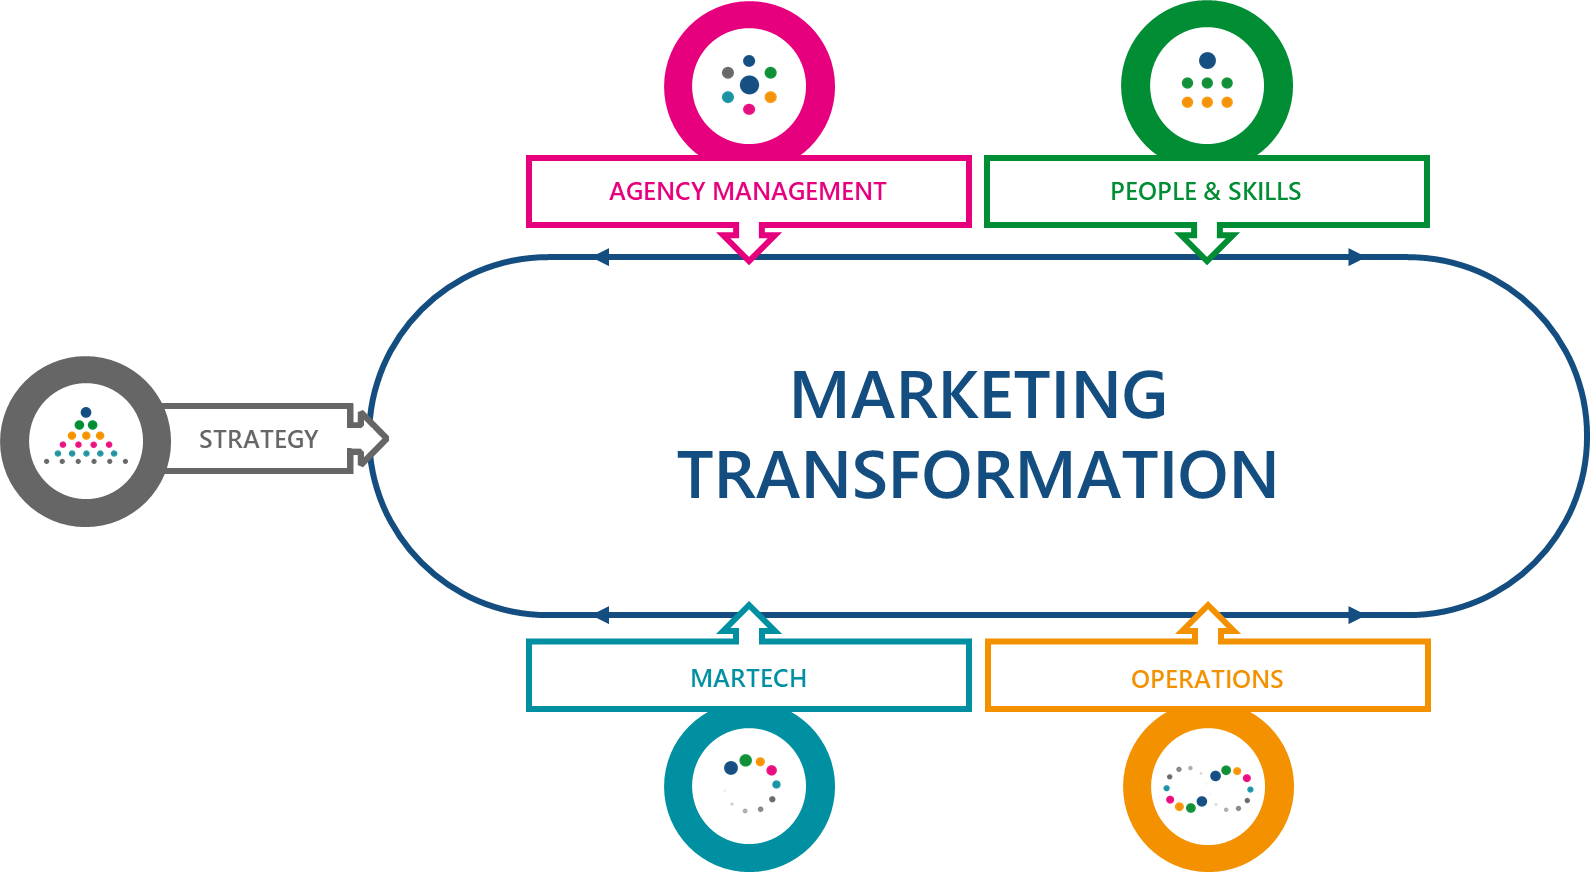 AGENCY MANAGEMENT
PEOPLE & SKILLS
STRATEGY
MARKETING
TRANSFORMATION
MARTECH
OPERATIONS